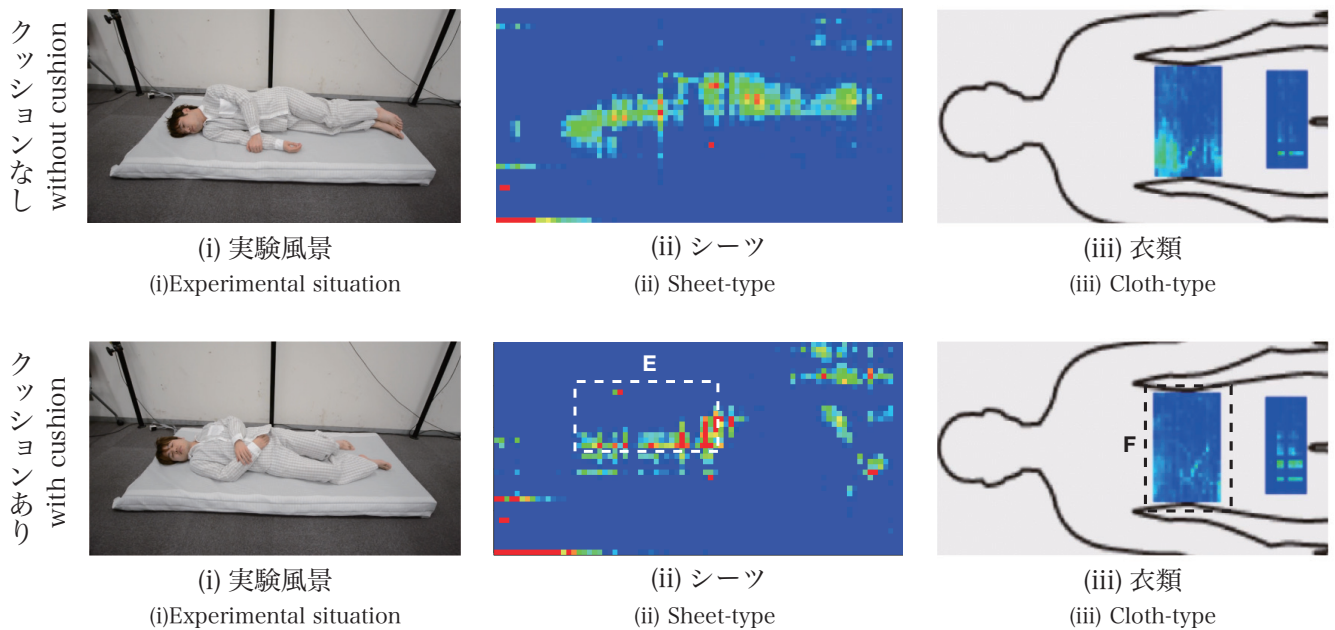 クッションなし
without cushion
(i) 実験風景
(i)Experimental situation
(ii) シーツ
(ii) Sheet-type
(iii) 衣類
(iii) Cloth-type
クッションあり
with cushion
E
F
(i) 実験風景
(i)Experimental situation
(ii) シーツ
(ii) Sheet-type
(iii) 衣類
(iii) Cloth-type